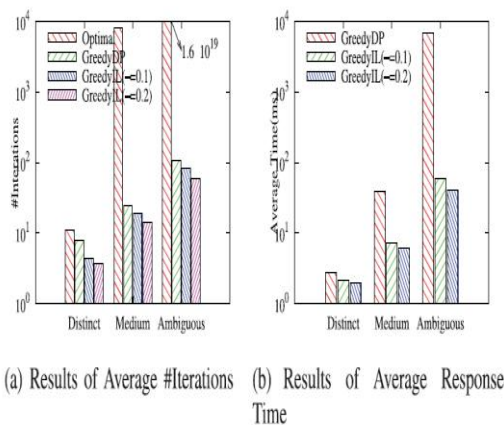 10^4
10^3
10^2
10^1
10^0
#Interations
Optimal
GreedyDP
GreedyIL(-=0.1)
GreedyIL(-=0.2)
1.6 10^19
Distinct Medium Ambiguous
(a) Results of Average #Iterations
10^4
10^3
10^2
10^1
10^0
Average Time(ms)
GreedyDP
GreedyIL(-=0.1)
GreedyIL(-=0.2)
Distinct Medium Ambiguous
(b) Results of Average Response
Time